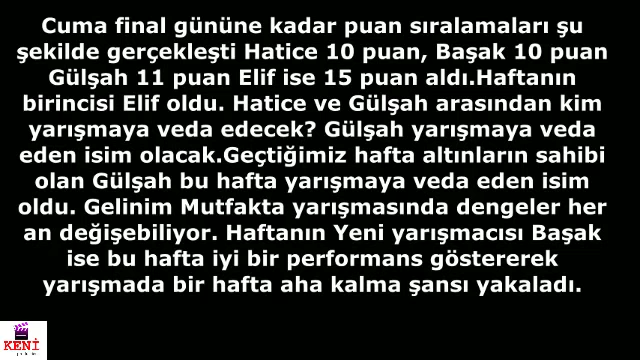 Cuma final gününe kadar puan sıralamaları şu
şekilde gerçekleşti Hatice 10 puan, Başak 10 puan
Gülşah 11 puan Elif ise 15 puan aldı.Haftanın
birincisi Elif oldu. Hatice ve Gülşah arasından kim
yarışmaya veda edecek? Gülşah yarışmaya veda
eden isim olacak.Geçtiğimiz hafta altınların sahibi
olan Gülşah bu hafta yarışmaya veda eden isim
oldu. Gelinim Mutfakta yarışmasında dengeler her
an değişebiliyor. Haftanın Yeni yarışmacısı Başak
ise bu hafta iyi bir performans göstererek
yarışmada bir hafta aha kalma şansı yakaladı.
KENİ